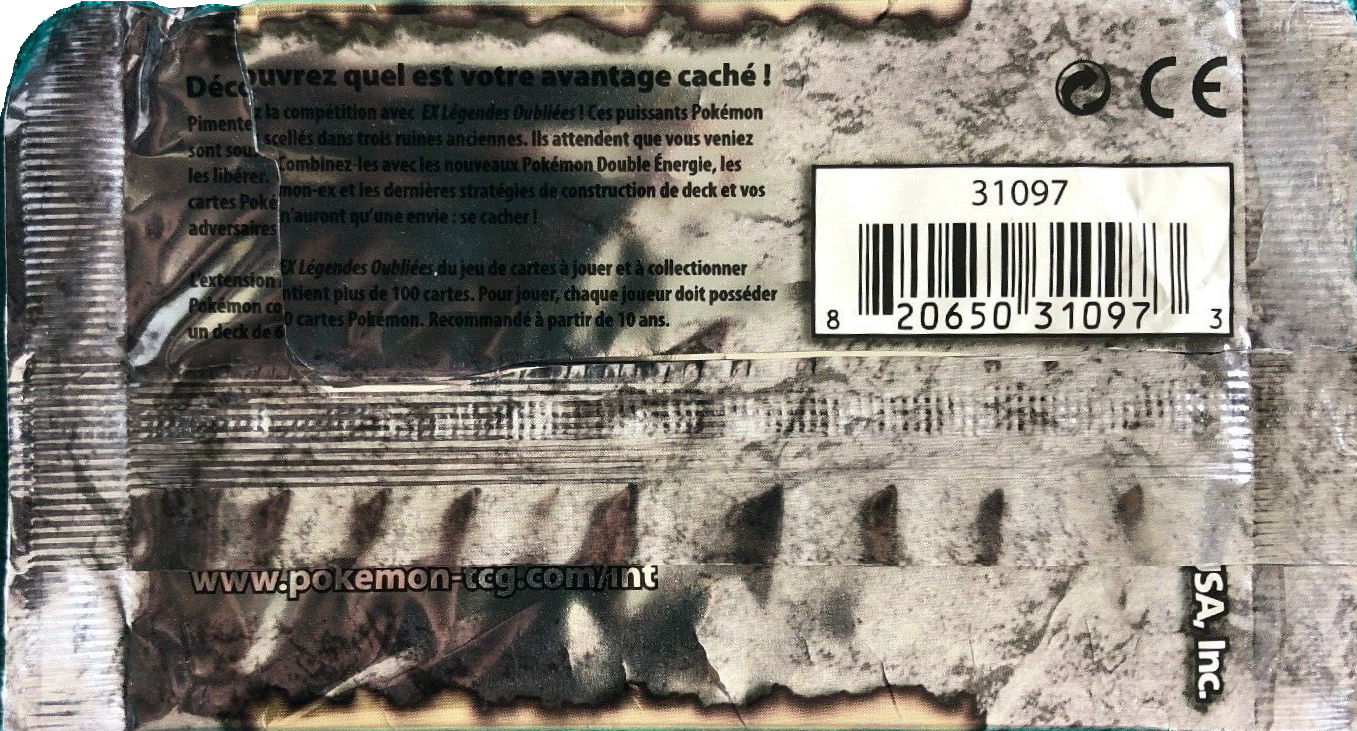 Découvrez quel est votre avantage caché !
Pimentez la compétition avec EX Légendes Oubliées ! Ces puissants Pokémon
sont sous scellés dans trois ruines anciennes. Ils attendent que vous veniez
les libérer. Combinez-les avec les nouveaux Pokémon Double Énergie, les
cartes Pokémon-ex et les dernières stratégies de construction de deck et vos
adversaires n'auront qu'une envie : se cacher !
L'extension EX Légendes Oubliées du jeu de cartes à jouer et à collectionner
Pokémon contient plus de 100 cartes. Pour jouer, chaque joueur doit posséder
un deck de 60 cartes Pokémon. Recommandé à partir de 10 ans.
CE
31097
8 20650 31097 3
www.pokemon-tcg.com/int
SA, Inc.